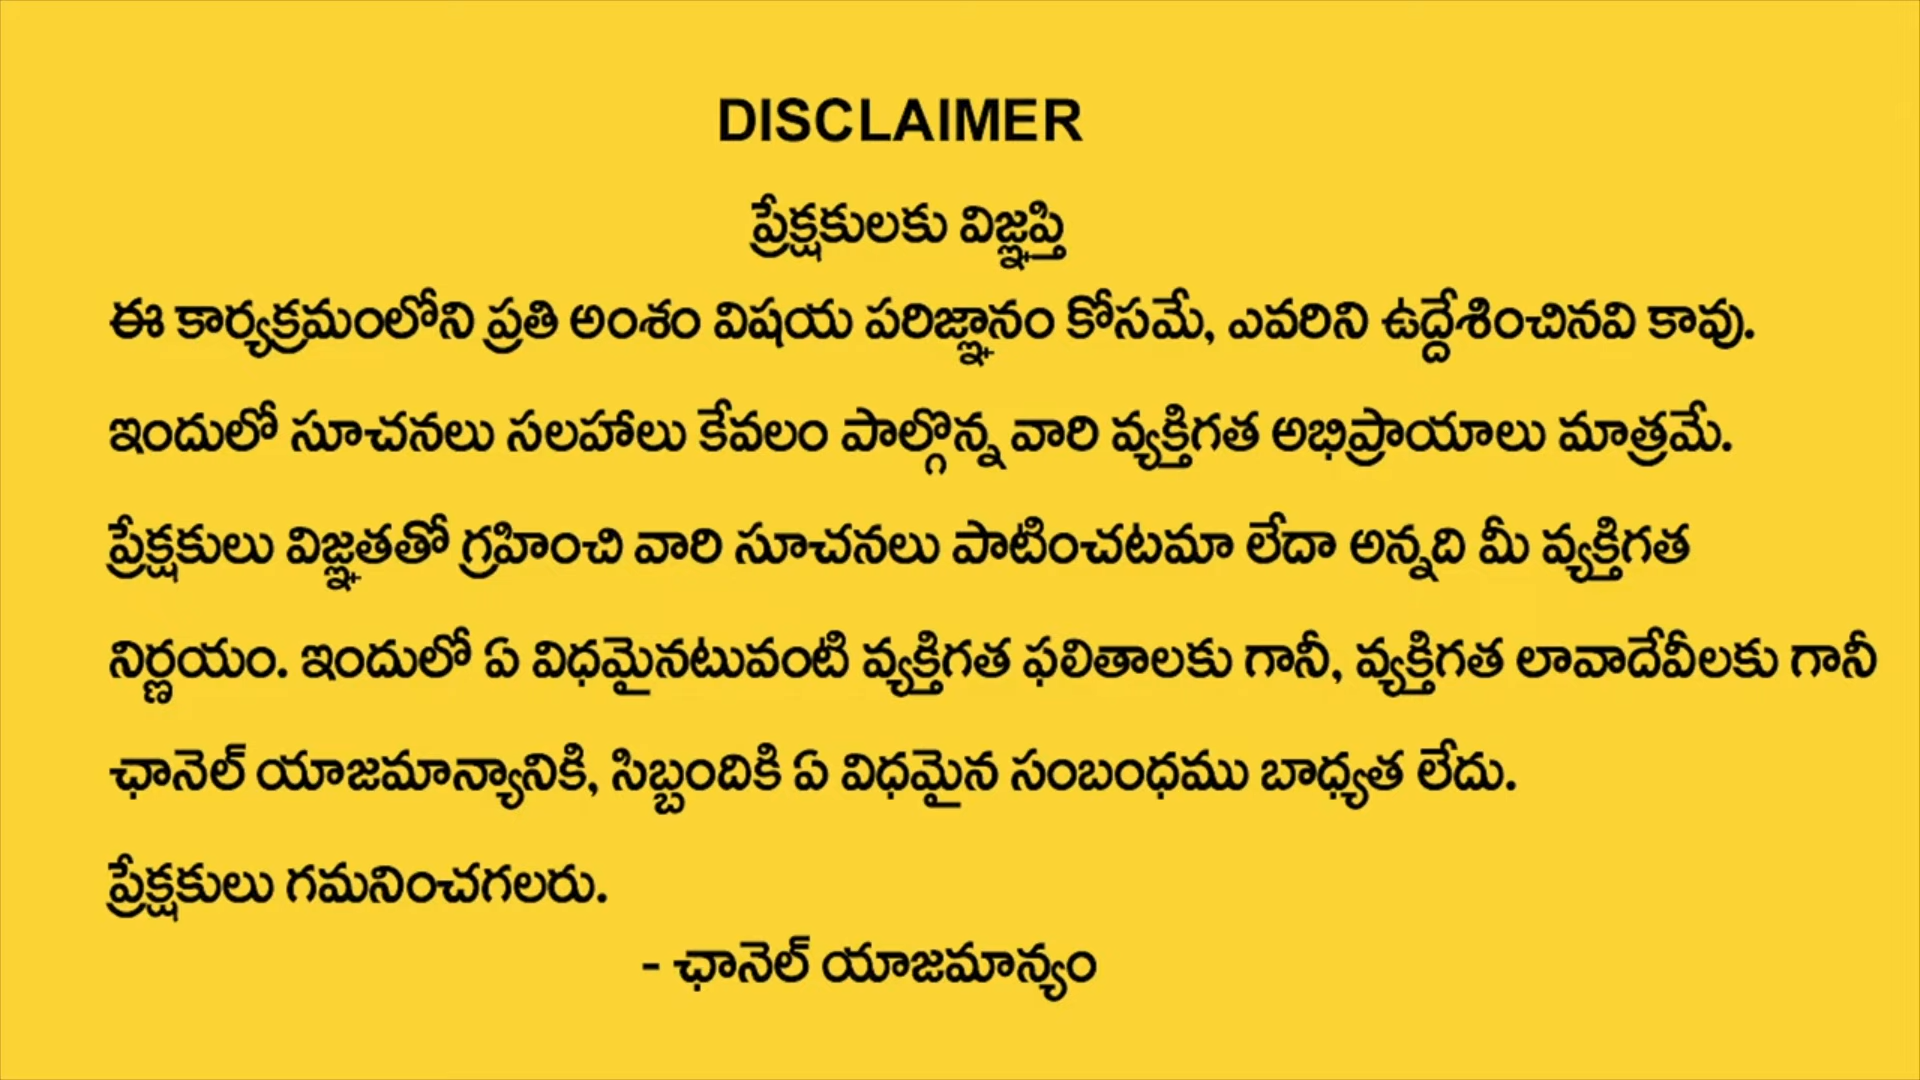 DISCLAIMER
ప్రేక్షకులకు విజ్ఞప్తి
ఈ కార్యక్రమంలోని ప్రతి అంశం విషయ పరిజ్ఞానం కోసమే, ఎవరిని ఉద్దేశించినవి కావు.
ఇందులో సూచనలు సలహాలు కేవలం పాల్గొన్న వారి వ్యక్తిగత అభిప్రాయాలు మాత్రమే.
ప్రేక్షకులు విజ్ఞతతో గ్రహించి వారి సూచనలు పాటించటమా లేదా అన్నది మీ వ్యక్తిగత
నిర్ణయం. ఇందులో ఏ విధమైనటువంటి వ్యక్తిగత ఫలితాలకు గానీ, వ్యక్తిగత లావాదేవీలకు గానీ
ఛానెల్ యాజమాన్యానికి, సిబ్బందికి ఏ విధమైన సంబంధము బాధ్యత లేదు.
ప్రేక్షకులు గమనించగలరు.
- ఛానెల్ యాజమాన్యం